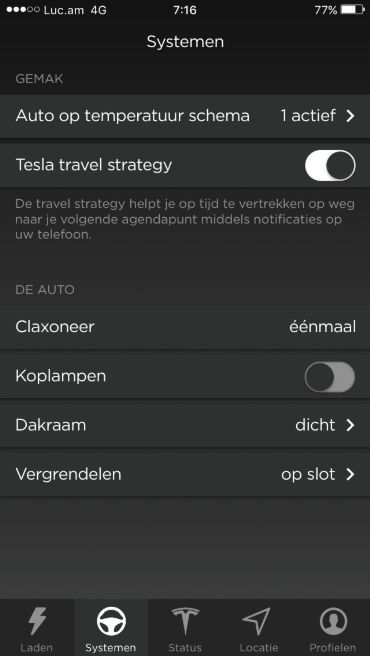 Luc.am 4G 7:16 77%
Systemen
GEMAK
Auto op temperatuur schema 1 actief
Tesla travel strategy
De travel strategy helpt je op tijd te vertrekken op weg
naar je volgende agendapunt middels notificaties op
uw telefoon.
DE AUTO
Claxoneer éénmaal
Koplampen
Dakraam dicht
Vergrendelen op slot
Laden Systemen Status Locatie Profielen